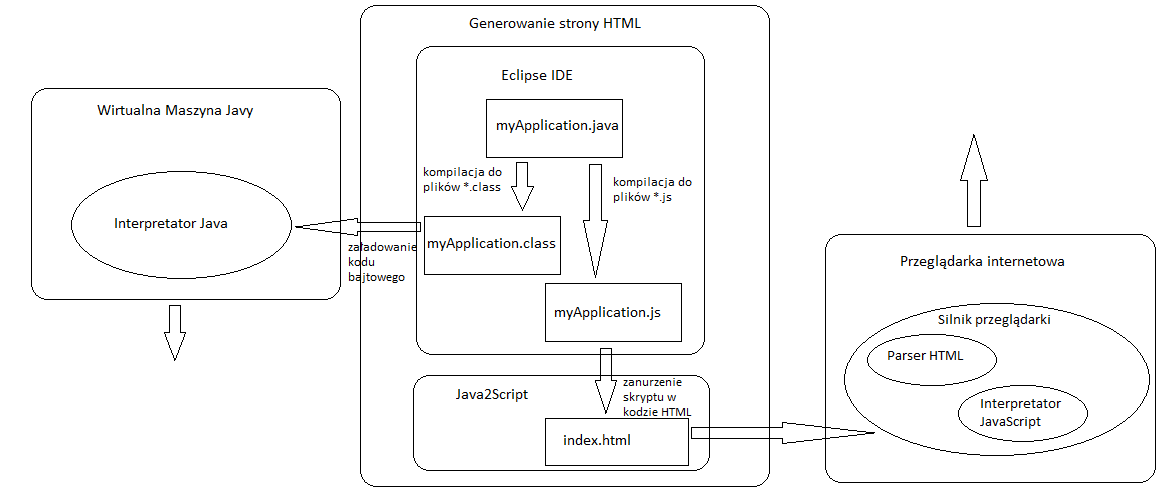 Generowanie strony HTML
Eclipse IDE
myApplication.java
kompilacja do
plików *.class
kompilacja do
plików *.js
myApplication.class
myApplication.js
Wirtualna Maszyna Javy
Interpretator Java
załadowanie
kodu
bajtowego
Java2Script
zanurzenie
skryptu w
kodzie HTML
index.html
Przeglądarka internetowa
Silnik przeglądarki
Parser HTML
Interpretator
JavaScript